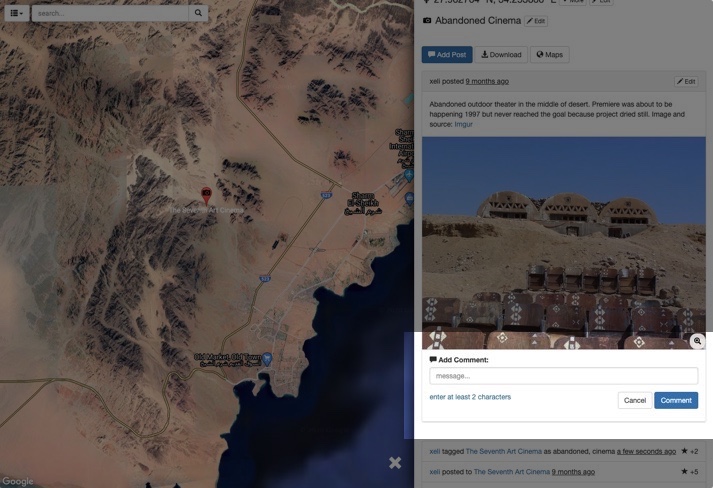 search...
Abandoned Cinema
Edit
Add Post
Download
Maps
xeli posted 9 months ago
Edit
Abandoned outdoor theater in the middle of desert. Premiere was about to be
happening 1997 but never reached the goal because project dried still. Image and
source: Imgur
The Seventh Art Cinema
Sharm
El-Sheikh
شرم الشيخ
Old Market, Old Town
Add Comment:
message...
enter at least 2 characters
Cancel
Comment
xeli tagged The Seventh Art Cinema as abandoned, cinema a few seconds ago
+2
xeli posted to The Seventh Art Cinema 9 months ago
+5
Google